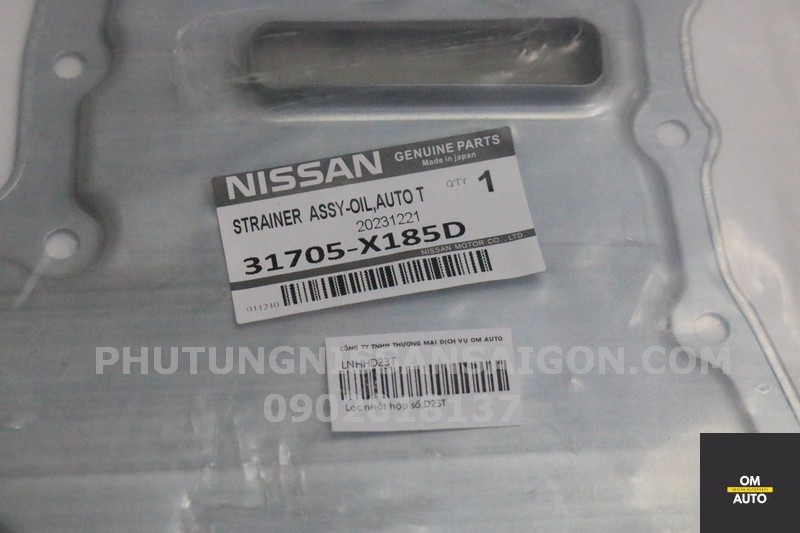 NISSAN
GENUINE PARTS
Made in japan
STRAINER ASSY-OIL,AUTO T
QTY 1
20231221
31705-X185D
NISSAN MOTOR CO., LTD
011210
CÔNG TY TNHH THƯƠNG MẠI DỊCH VỤ OM AUTO
LNHHD23T
PHUTUNGNISSANSAIGON.COM
Lọc nhớt hộp số,D23T
OM
AUTO